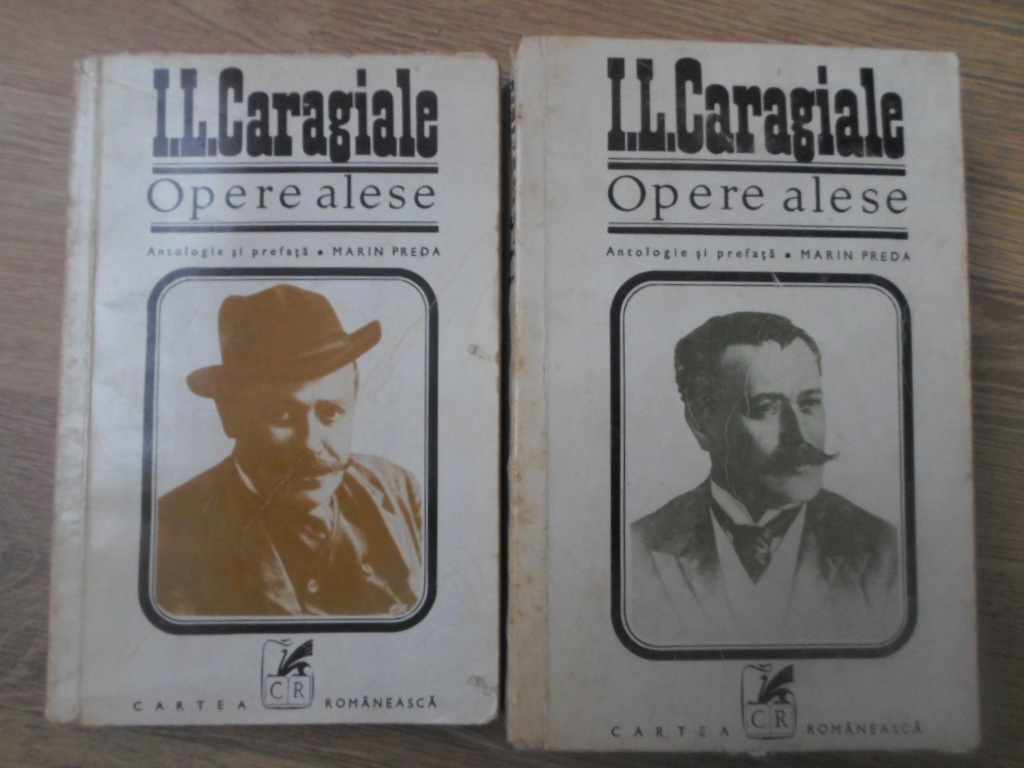 I.L.Caragiale
Opere alese
Antologie și prefață • MARIN PREDA
CR
CARTEA ROMÂNEASCĂ
I.L.Caragiale
Opere alese
Antologie și prefață • MARIN PREDA
CR
CARTEA ROMÂNEASCĂ